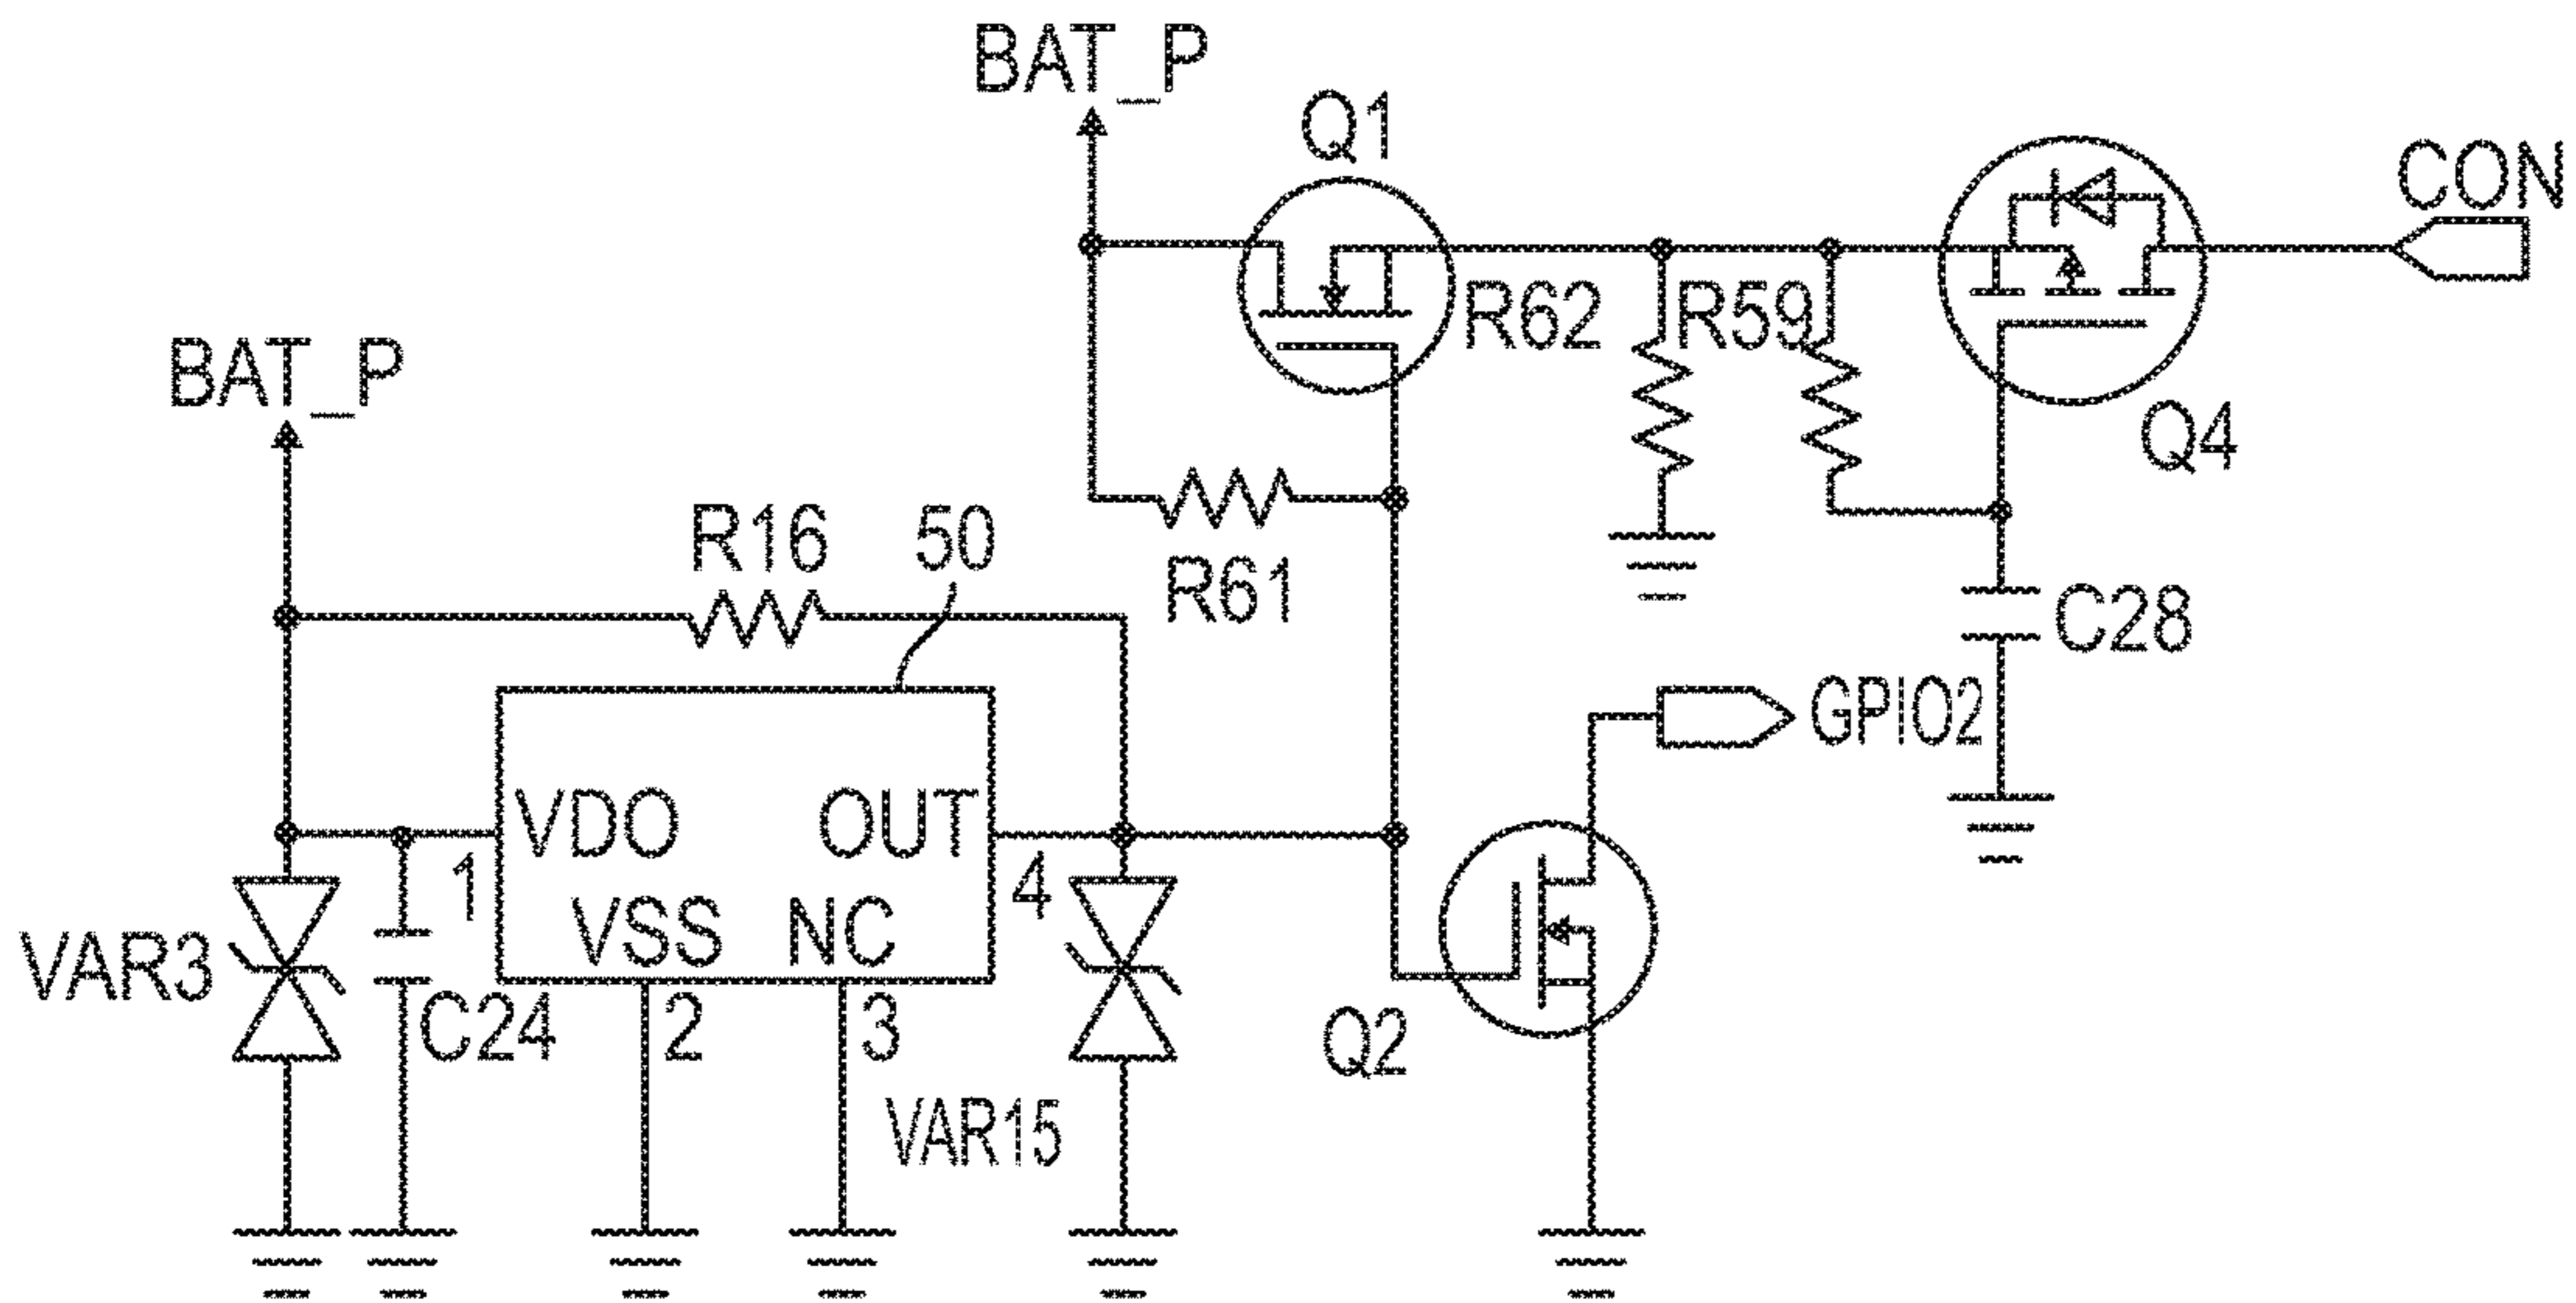 BAT_P
Q1
CON
R62
R59
BAT_P
Q4
R16
50
R61
C28
GPIO2
VDO
OUT
1
4
VSS
NC
VAR3
C24
2
3
Q2
VAR15